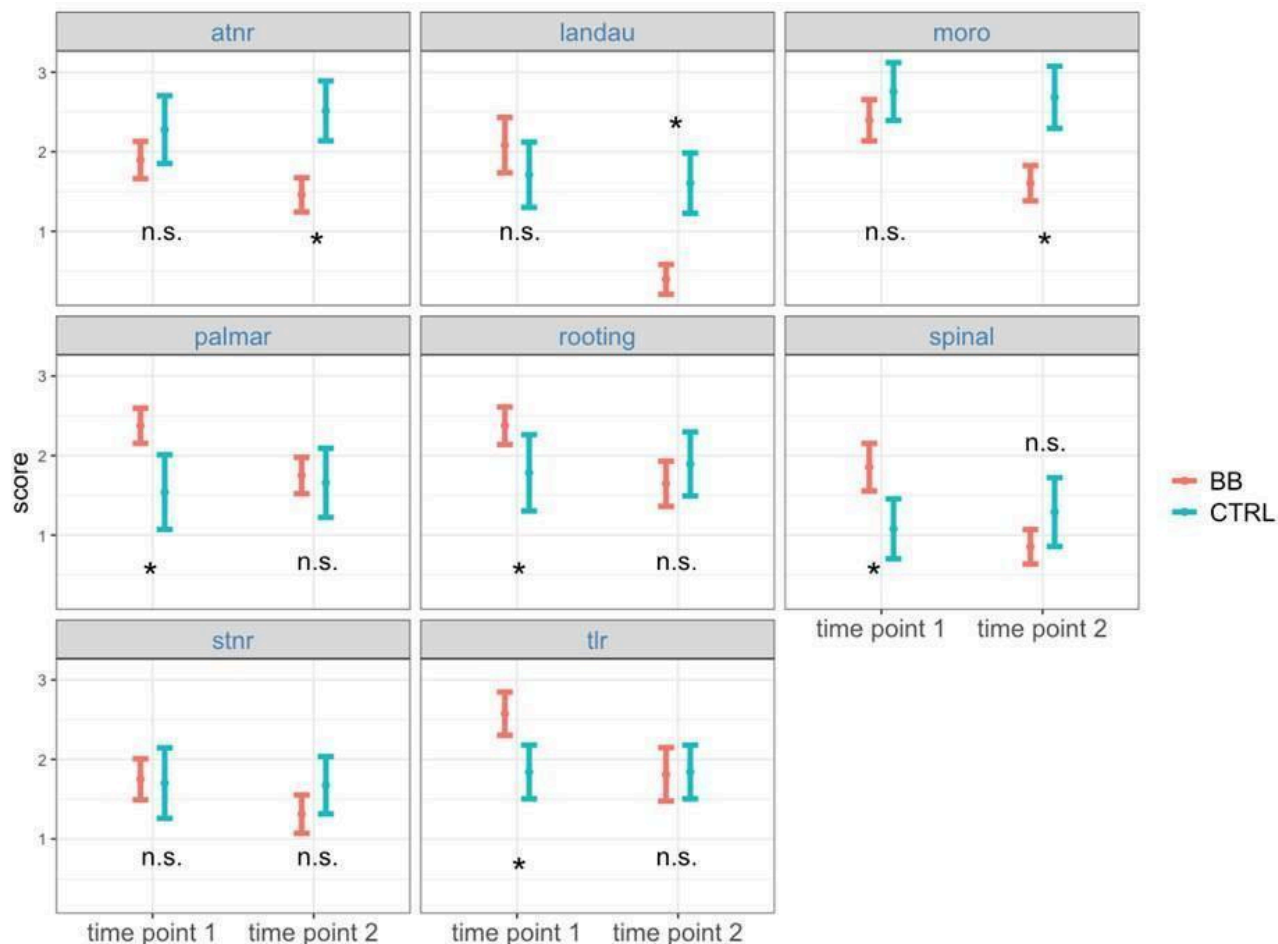 atnr landau moro
3
*
2
1
n.s. * n.s. n.s. *
palmar rooting spinal
3
n.s.
2
score
BB
CTRL
1
* n.s. * n.s. *
time point 1 time point 2
stnr tlr
3
2
1
n.s. n.s. * n.s.
time point 1 time point 2 time point 1 time point 2